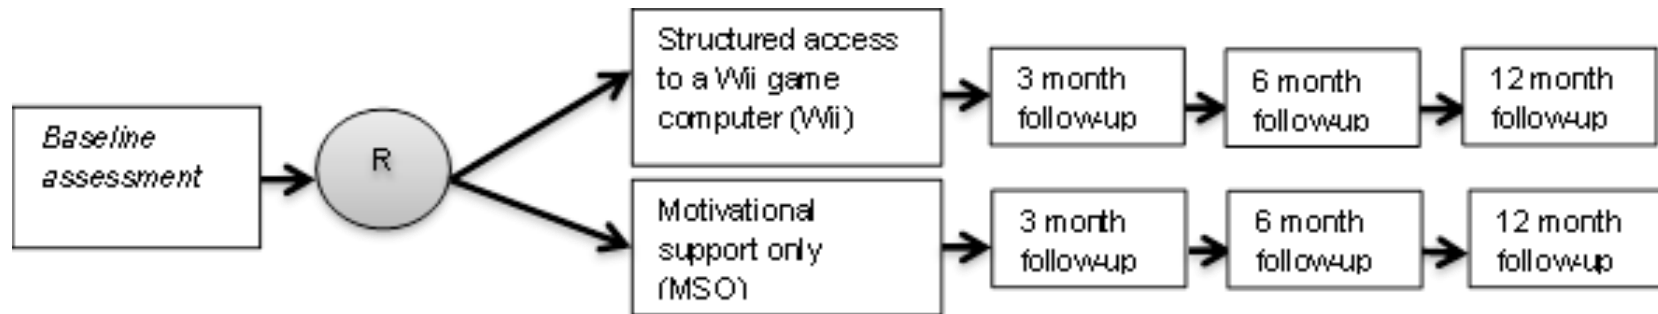 Baseline
assessment
R
Structured access
to a Wii game
computer (Wii)
3 month
follow-up
6 month
follow-up
12 month
follow-up
Motivational
support only
(MSO)
3 month
follow-up
6 month
follow-up
12 month
follow-up